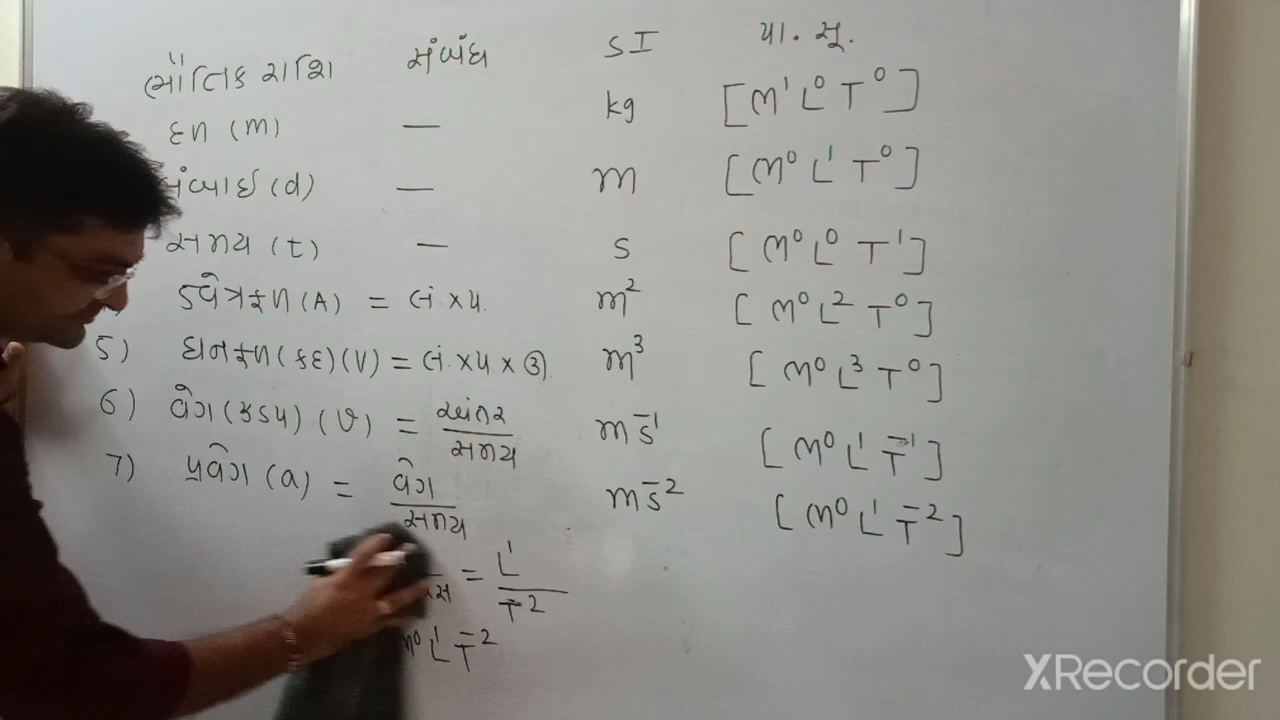 ભૌતિક રાશિ સંબંધ SI પા. સૂ.
દળ (m) — kg [M¹ L⁰ T⁰]
લંબાઈ (d) — m [M⁰ L¹ T⁰]
સમય (t) — s [M⁰ L⁰ T¹]
ક્ષેત્રફળ (A) = લં. × પ. m² [M⁰ L² T⁰]
5) ઘનફળ (કદ) (V) = લં. × પ × ઊ m³ [M⁰ L³ T⁰]
6) વેગ (ઝડપ) (v) = સ્થાંતર / સમય m s⁻¹ [M⁰ L¹ T⁻¹]
7) પ્રવેગ (a) = વેગ / સમય m s⁻² [M⁰ L¹ T⁻²]
= L¹ / T²
M⁰ L¹ T⁻²
XRecorder